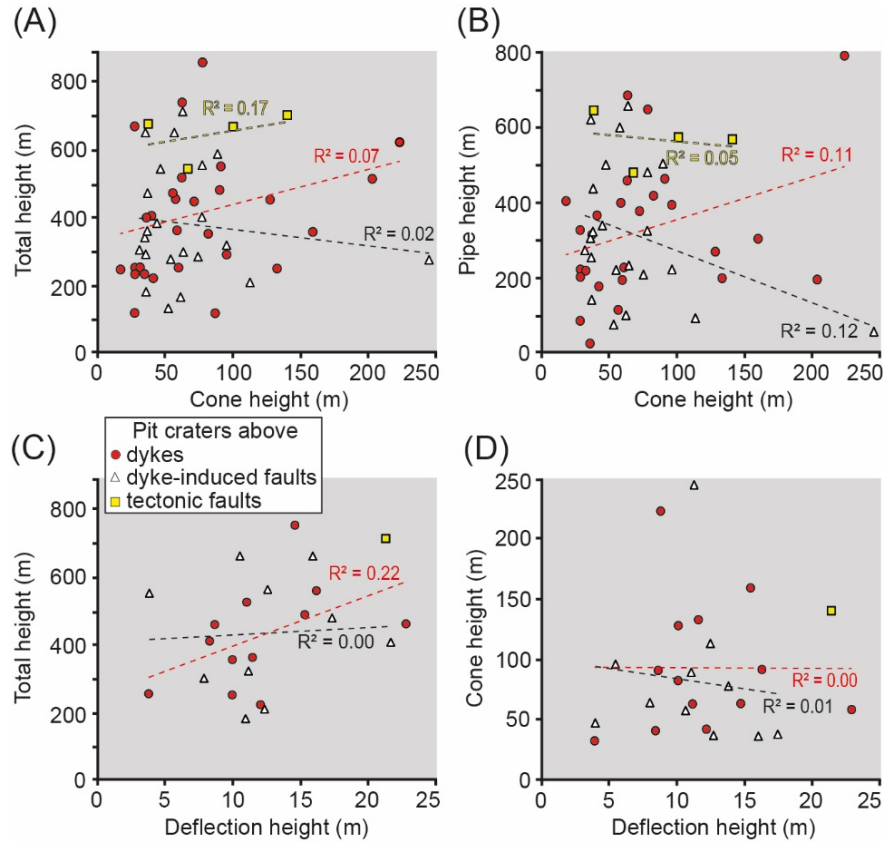 (A)
Total height (m)
800
600
400
200
0
R² = 0.17
R² = 0.07
R² = 0.02
0 50 100 150 200 250
Cone height (m)
(B)
Pipe height (m)
800
600
400
200
0
R² = 0.05
R² = 0.11
R² = 0.12
0 50 100 150 200 250
Cone height (m)
Pit craters above
dykes
dyke-induced faults
tectonic faults
(C)
Total height (m)
800
600
400
200
0
R² = 0.22
R² = 0.00
0 5 10 15 20 25
Deflection height (m)
(D)
Cone height (m)
250
200
150
100
50
0
R² = 0.00
R² = 0.01
0 5 10 15 20 25
Deflection height (m)